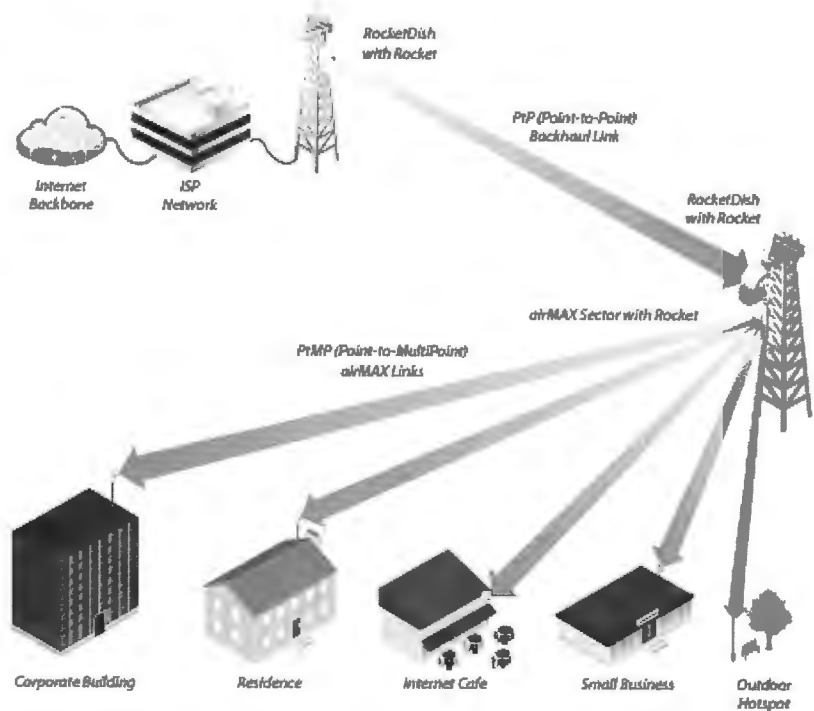 RocketDish
with Rocket
PtP (Point-to-Point)
Backhaul Link
Internet
Backbone
ISP
Network
RocketDish
with Rocket
airMAX Sector with Rocket
PtMP (Point-to-MultiPoint)
airMAX Links
Corporate Building
Residence
Internet Cafe
Small Business
Outdoor
Hotspot